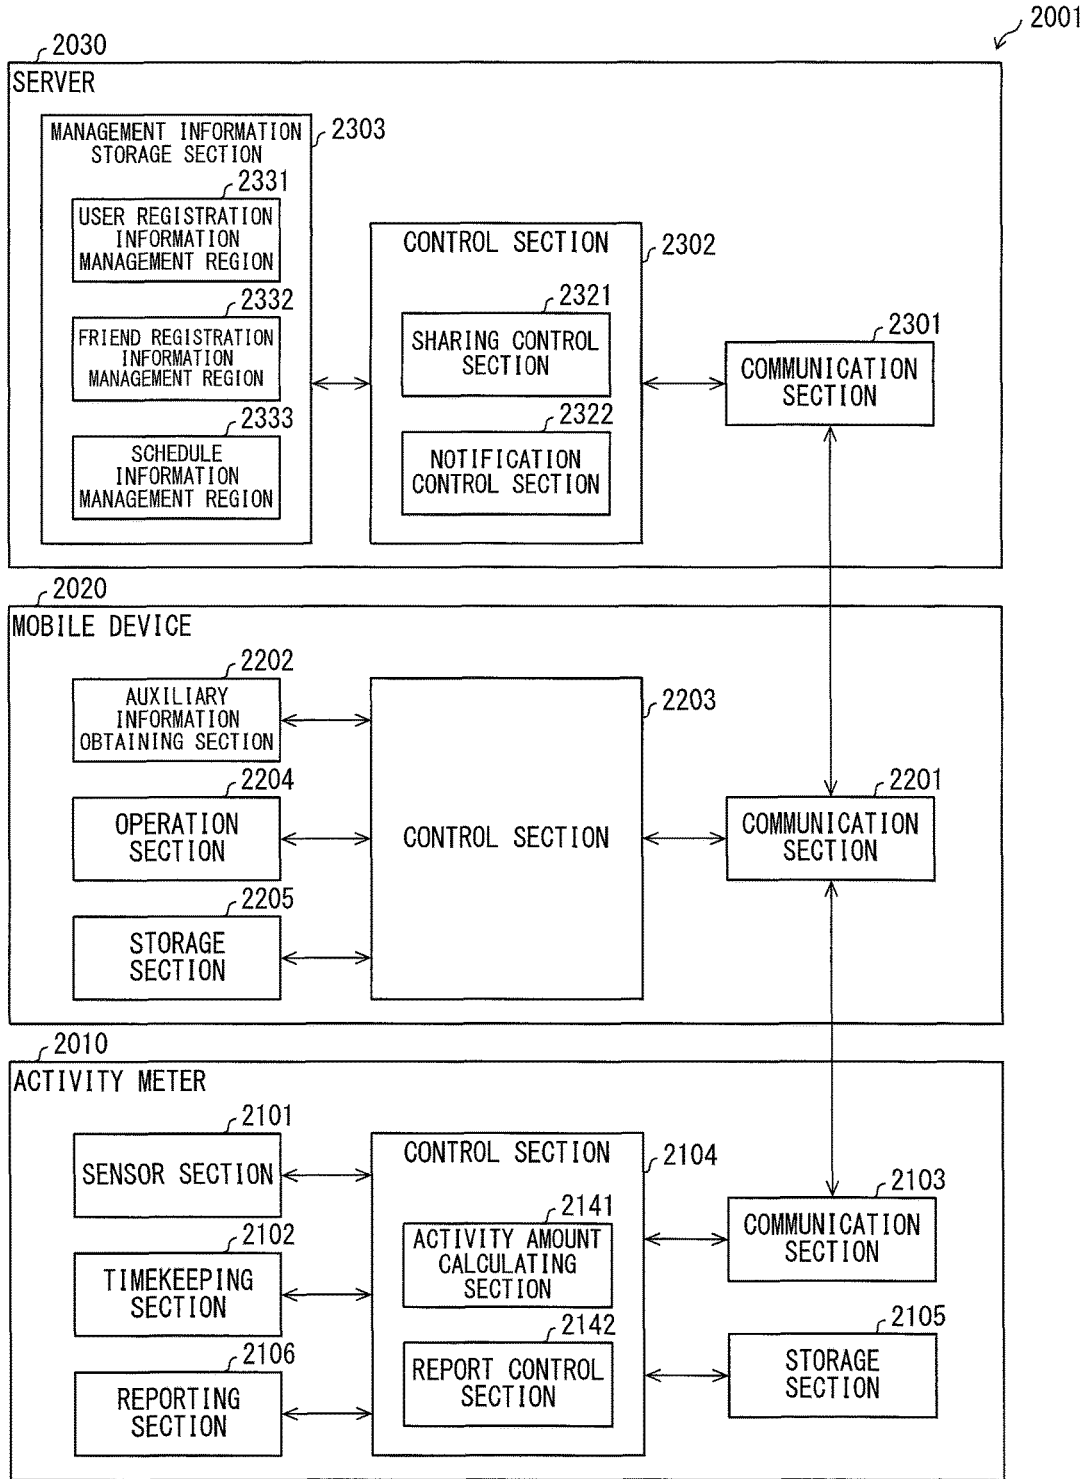 2001
2030
SERVER
2303
MANAGEMENT INFORMATION
STORAGE SECTION
2331
USER REGISTRATION
INFORMATION
MANAGEMENT REGION
2332
FRIEND REGISTRATION
INFORMATION
MANAGEMENT REGION
2333
SCHEDULE
INFORMATION
MANAGEMENT REGION
2302
CONTROL SECTION
2321
SHARING CONTROL
SECTION
2322
NOTIFICATION
CONTROL SECTION
2301
COMMUNICATION
SECTION
2020
MOBILE DEVICE
2202
AUXILIARY
INFORMATION
OBTAINING SECTION
2204
OPERATION
SECTION
2205
STORAGE
SECTION
2203
CONTROL SECTION
2201
COMMUNICATION
SECTION
2010
ACTIVITY METER
2101
SENSOR SECTION
2102
TIMEKEEPING
SECTION
2106
REPORTING
SECTION
2104
CONTROL SECTION
2141
ACTIVITY AMOUNT
CALCULATING
SECTION
2142
REPORT CONTROL
SECTION
2103
COMMUNICATION
SECTION
2105
STORAGE
SECTION